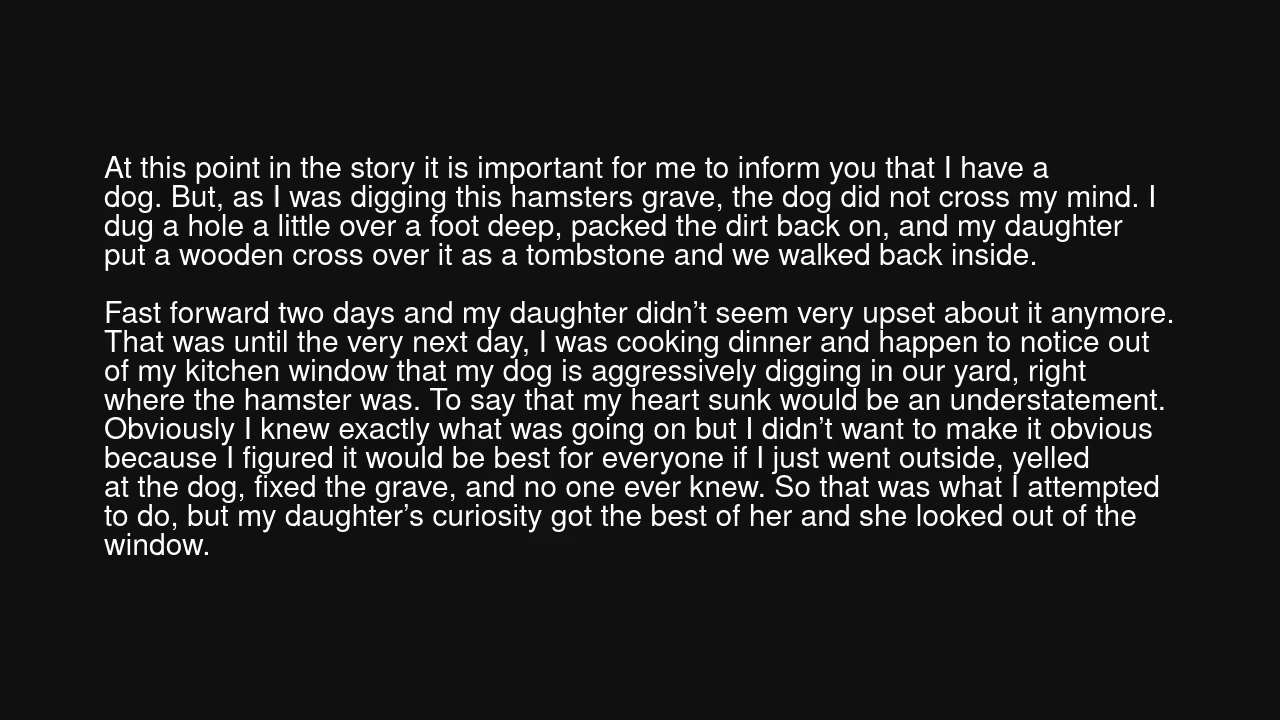 At this point in the story it is important for me to inform you that I have a
dog. But, as I was digging this hamsters grave, the dog did not cross my mind. I
dug a hole a little over a foot deep, packed the dirt back on, and my daughter
put a wooden cross over it as a tombstone and we walked back inside.
Fast forward two days and my daughter didn’t seem very upset about it anymore.
That was until the very next day, I was cooking dinner and happen to notice out
of my kitchen window that my dog is aggressively digging in our yard, right
where the hamster was. To say that my heart sunk would be an understatement.
Obviously I knew exactly what was going on but I didn’t want to make it obvious
because I figured it would be best for everyone if I just went outside, yelled
at the dog, fixed the grave, and no one ever knew. So that was what I attempted
to do, but my daughter’s curiosity got the best of her and she looked out of the
window.